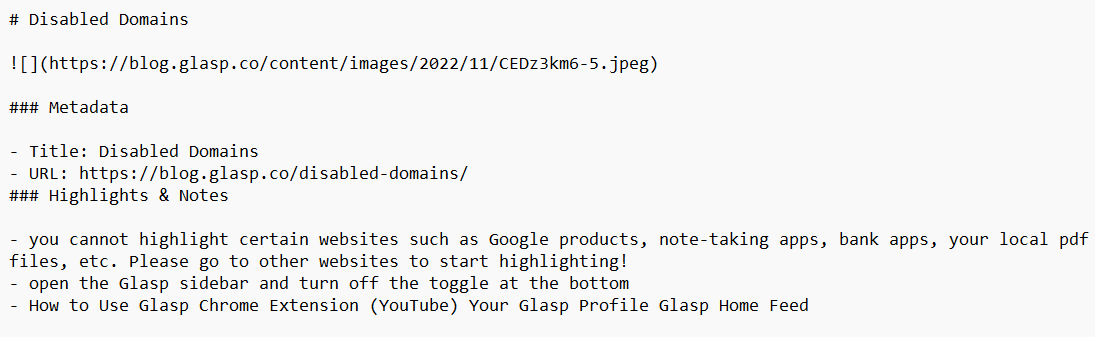 # Disabled Domains
![](https://blog.glasp.co/content/images/2022/11/CEDz3km6-5.jpeg)
### Metadata
- Title: Disabled Domains
- URL: https://blog.glasp.co/disabled-domains/
### Highlights & Notes
- you cannot highlight certain websites such as Google products, note-taking apps, bank apps, your local pdf
files, etc. Please go to other websites to start highlighting!
- open the Glasp sidebar and turn off the toggle at the bottom
- How to Use Glasp Chrome Extension (YouTube) Your Glasp Profile Glasp Home Feed